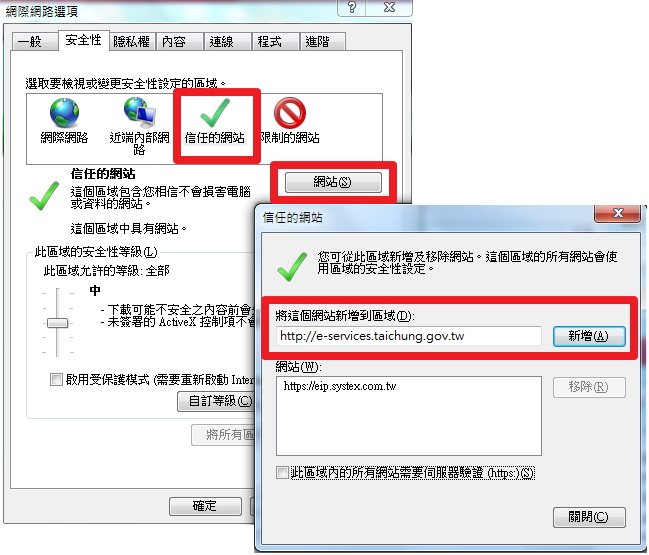 網際網路選項
?
一般 安全性 隱私權 內容 連線 程式 進階
選取要檢視或變更安全性設定的區域。
網際網路 近端內部網路 信任的網站 限制的網站
信任的網站
這個區域包含您相信不會損害電腦
或資料的網站。
這個區域中具有網站。
網站(S)
此區域的安全性等級(L)
此區域允許的等級: 全部
中
- 下載可能不安全之內容前會
- 未簽署的 ActiveX 控制項不會
啟用受保護模式 (需要重新啟動 Inter
自訂等級(C)
將所有區
確定
信任的網站
您可從此區域新增及移除網站。這個區域的所有網站會使
用區域的安全性設定。
將這個網站新增到區域(D):
http://e-services.taichung.gov.tw
新增(A)
網站(W):
https://eip.systex.com.tw
移除(R)
此區域內的所有網站需要伺服器驗證 (https:)(S)
關閉(C)